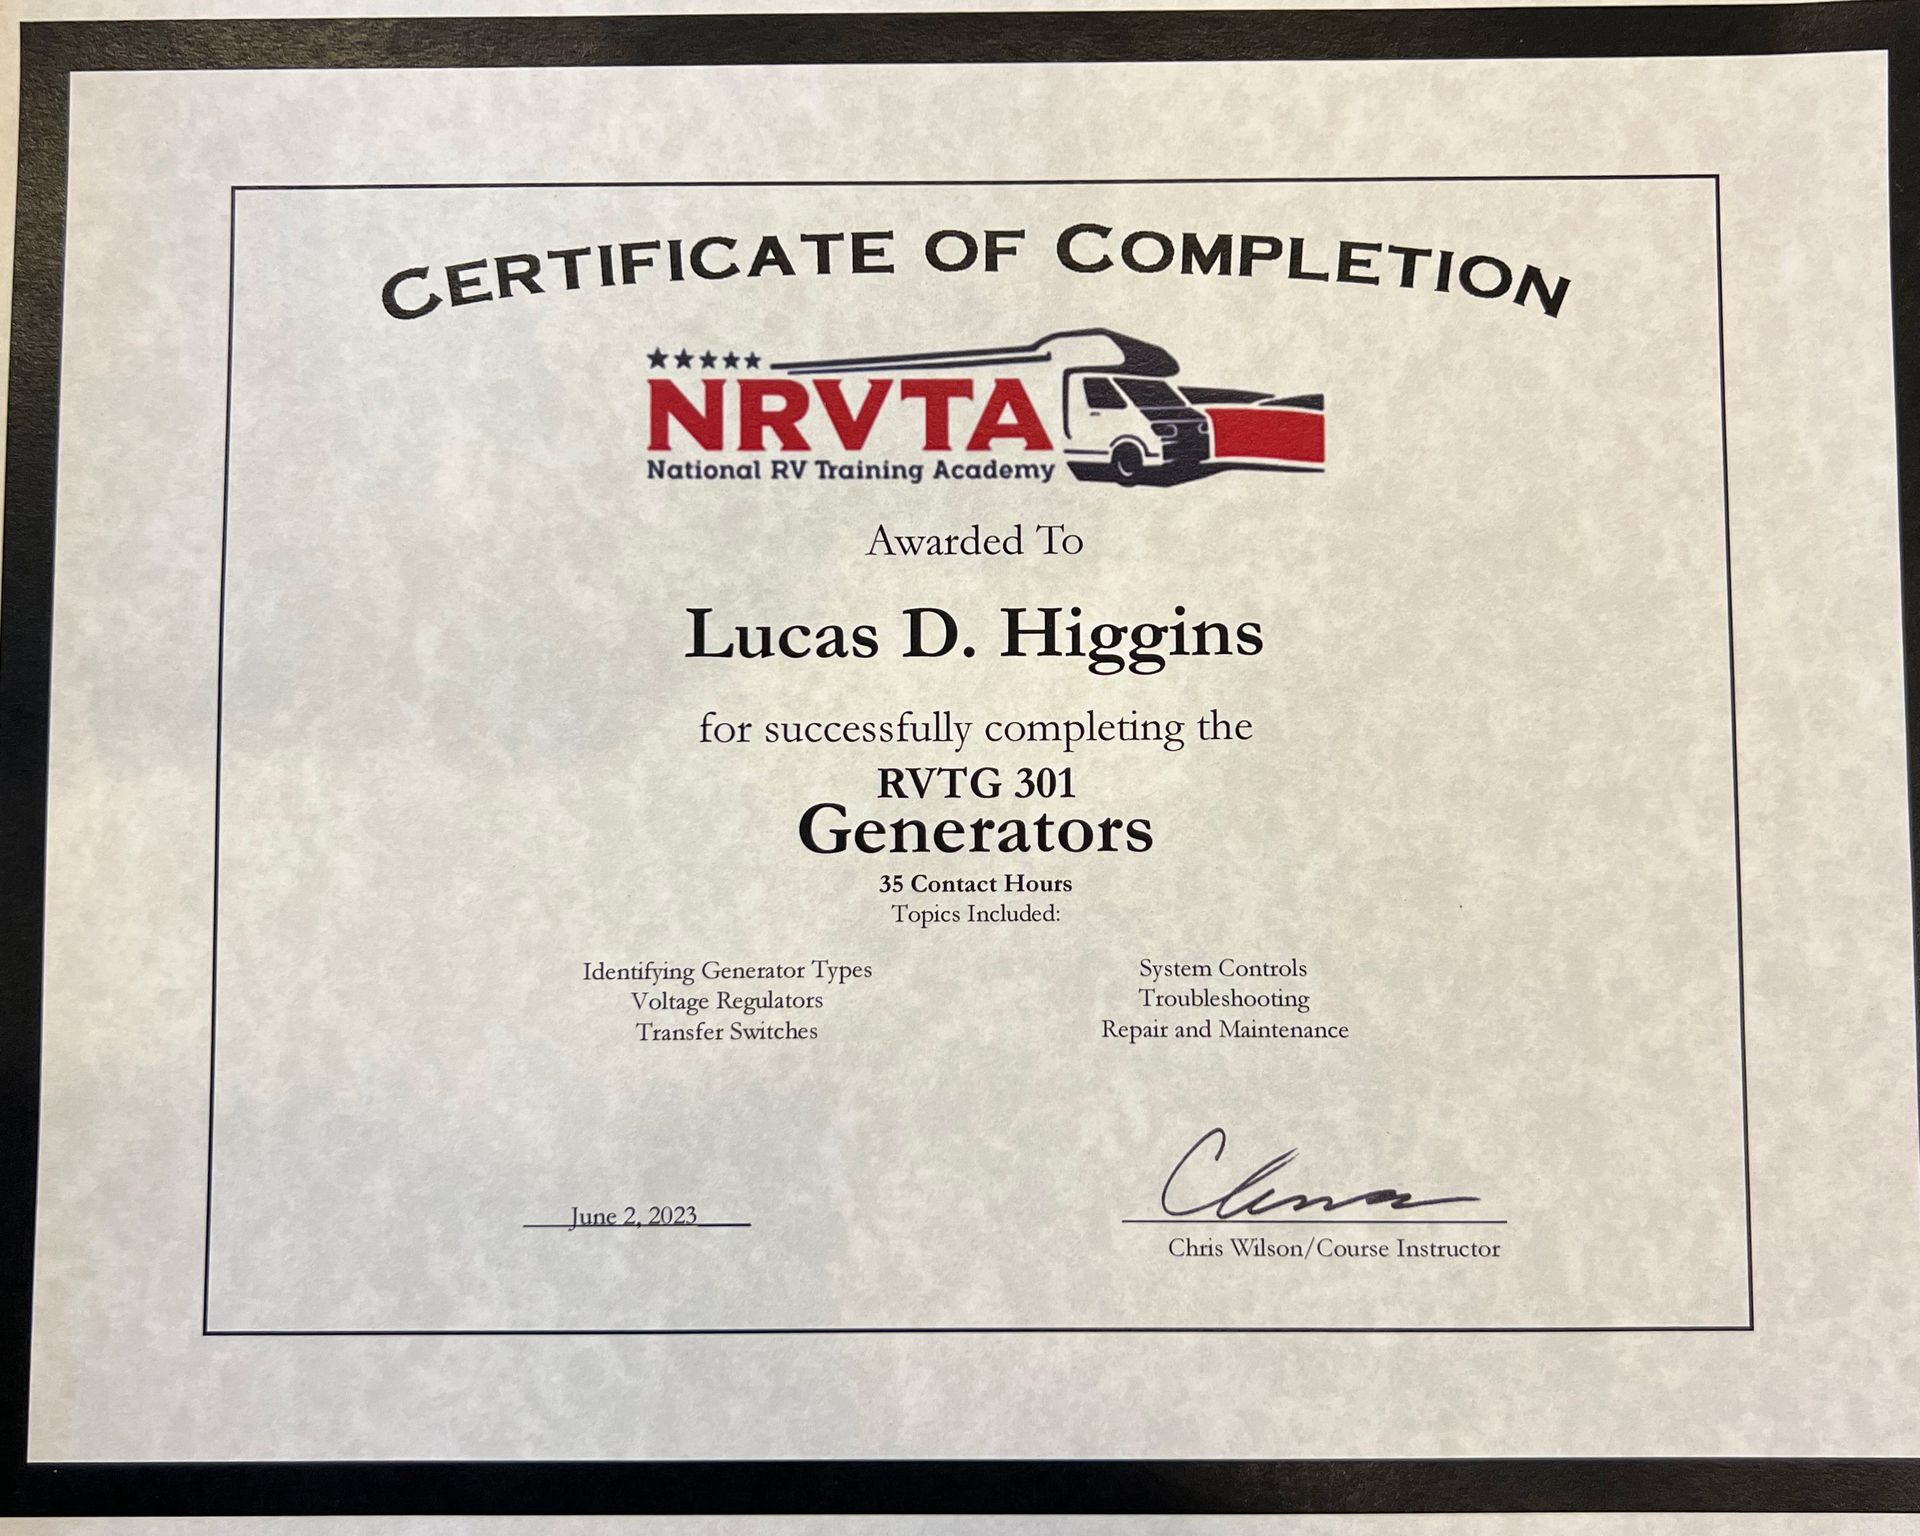 CERTIFICATE OF COMPLETION
NRVTA
National RV Training Academy
Awarded To
Lucas D. Higgins
for successfully completing the
RVTG 301
Generators
35 Contact Hours
Topics Included:
Identifying Generator Types
Voltage Regulators
Transfer Switches
System Controls
Troubleshooting
Repair and Maintenance
June 2, 2023
Chris Wilson/Course Instructor